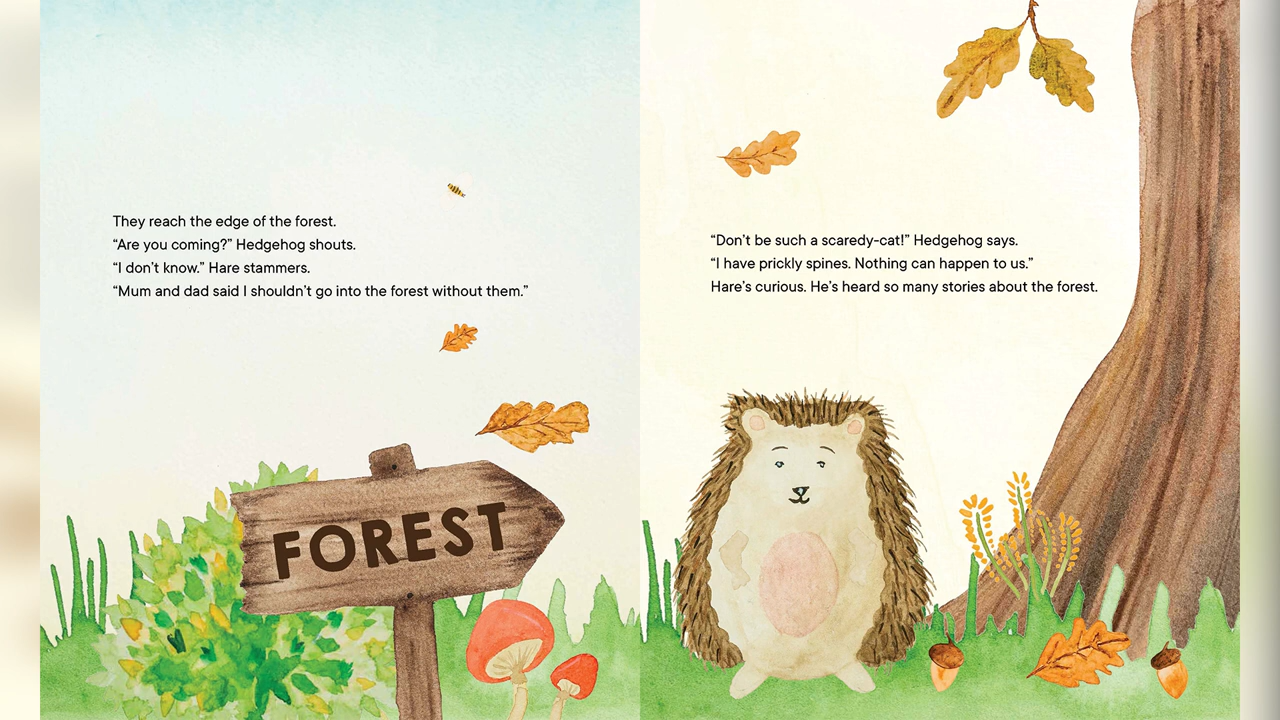 They reach the edge of the forest.
“Are you coming?” Hedgehog shouts.
“I don’t know.” Hare stammers.
“Mum and dad said I shouldn’t go into the forest without them.”
FOREST
“Don’t be such a scaredy-cat!” Hedgehog says.
“I have prickly spines. Nothing can happen to us.”
Hare’s curious. He’s heard so many stories about the forest.